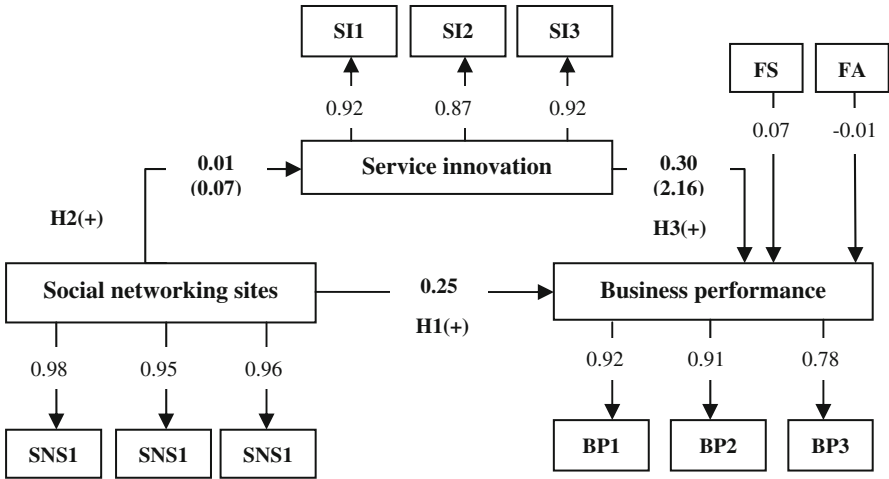 SI1 SI2 SI3
FS FA
0.92 0.87 0.92
0.07 -0.01
0.01
(0.07)
Service innovation
0.30
(2.16)
H2(+)
H3(+)
Social networking sites
0.25
H1(+)
Business performance
0.98 0.95 0.96
0.92 0.91 0.78
SNS1 SNS1 SNS1
BP1 BP2 BP3